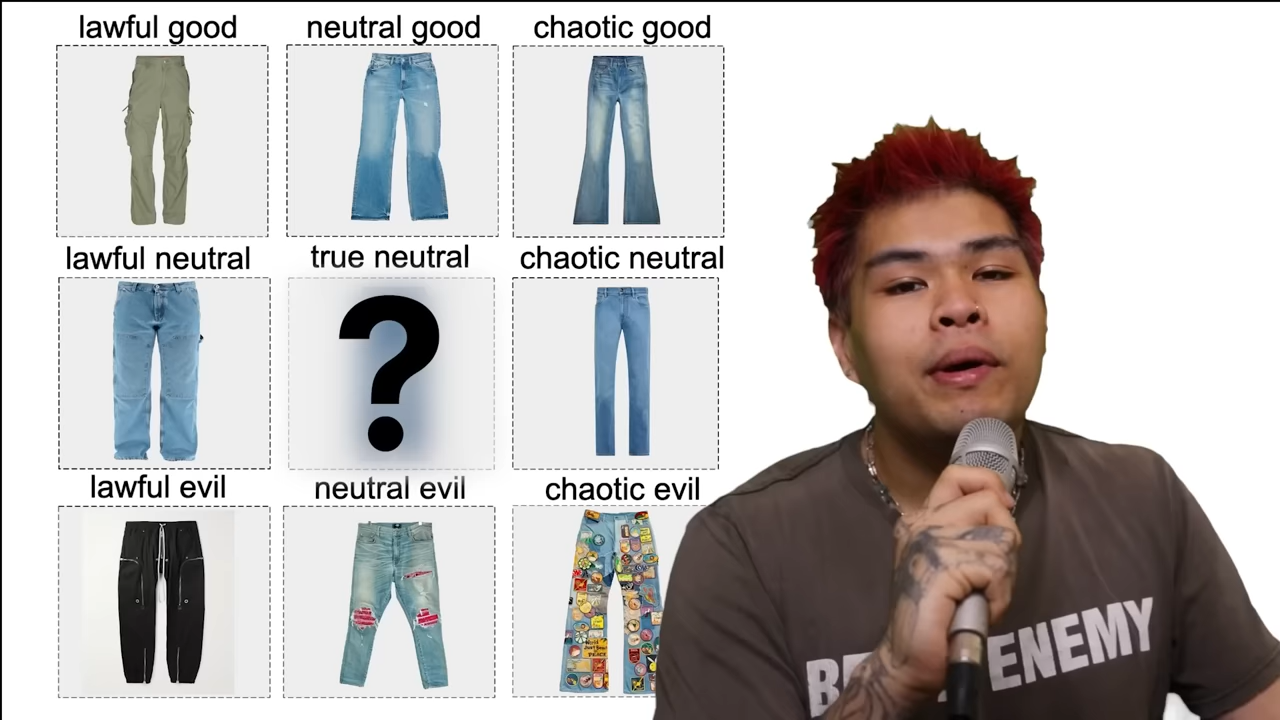 lawful good
neutral good
chaotic good
lawful neutral
true neutral
chaotic neutral
?
lawful evil
neutral evil
chaotic evil
ENEMY